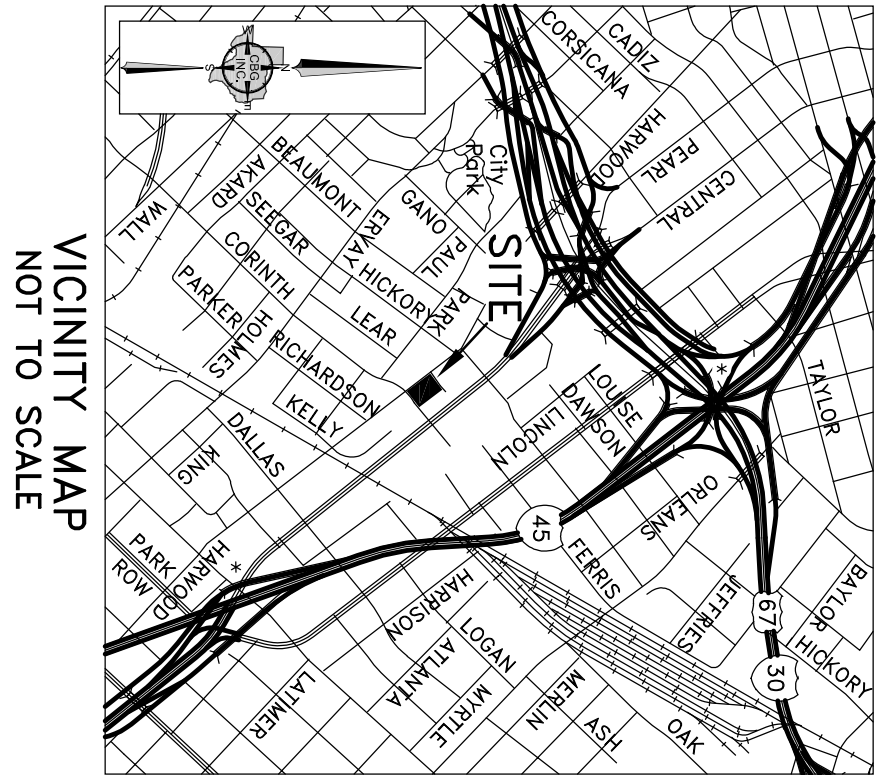 CADIZ
CORSICANA
HARWOOD
PEARL
CENTRAL
City
Park
N
S
W
E
CBG
INC.
BEAUMONT
AKARD
SEEGAR
WALL
GANO
ERVAY
PAUL
CORINTH
HICKORY
PARK
SITE
PARKER
HOLMES
LEAR
RICHARDSON
KELLY
LOUISE
DAWSON
LINCOLN
TAYLOR
*
DALLAS
KING
ORLEANS
45
FERRIS
PARK
ROW
HARWOOD
*
HARRISON
JEFFRIES
BAYLOR
67
HICKORY
30
LOGAN
ATLANTA
LATIMER
MYRTLE
MERLIN
ASH
OAK
VICINITY MAP
NOT TO SCALE